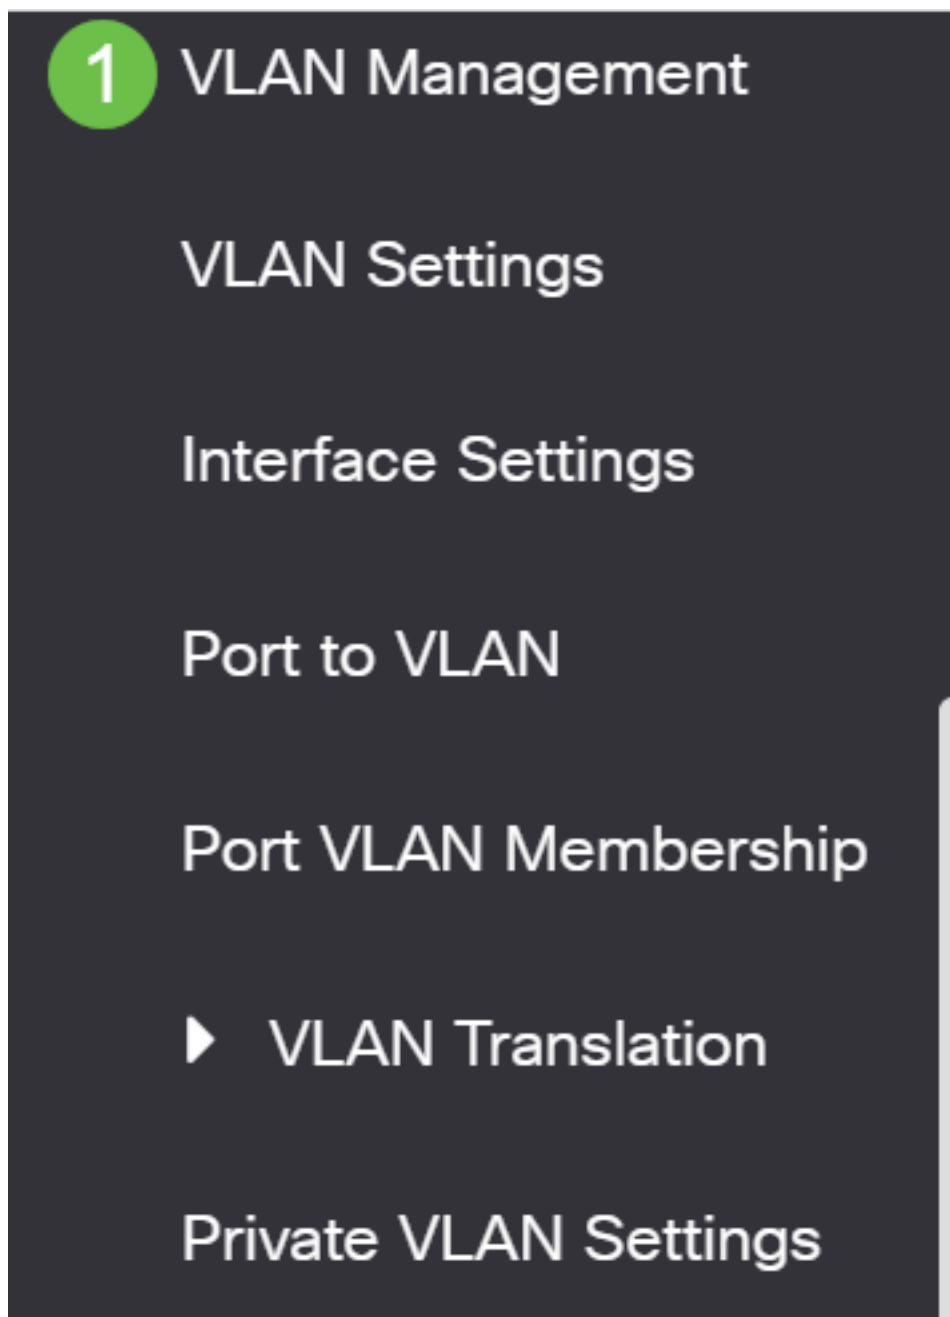 1 VLAN Management
VLAN Settings
Interface Settings
Port to VLAN
Port VLAN Membership
VLAN Translation
Private VLAN Settings